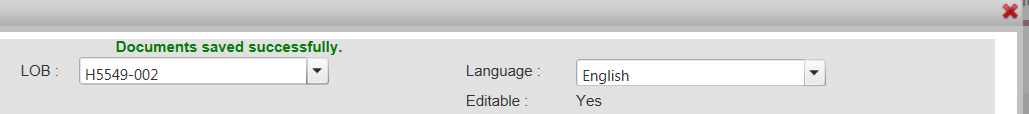 Documents saved successfully.
LOB : H5549-002 Language : English
Editable : Yes